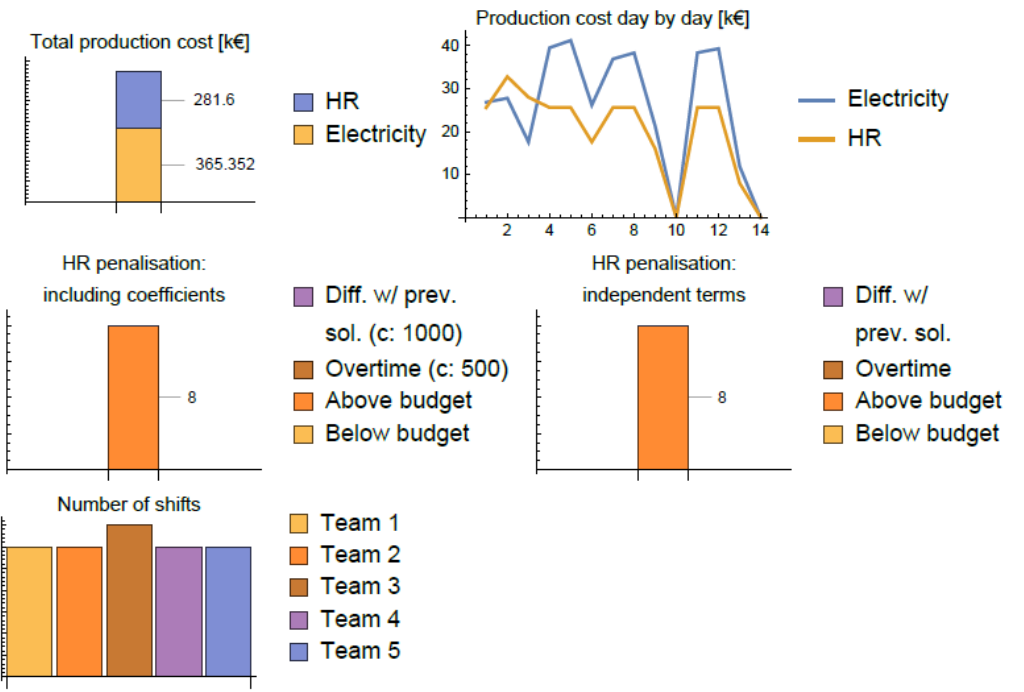 Total production cost [k€]
281.6
365.352
HR
Electricity
Production cost day by day [k€]
40
30
20
10
2 4 6 8 10 12 14
Electricity
HR
HR penalisation:
including coefficients
8
Diff. w/ prev.
sol. (c: 1000)
Overtime (c: 500)
Above budget
Below budget
HR penalisation:
independent terms
8
Diff. w/
prev. sol.
Overtime
Above budget
Below budget
Number of shifts
Team 1
Team 2
Team 3
Team 4
Team 5